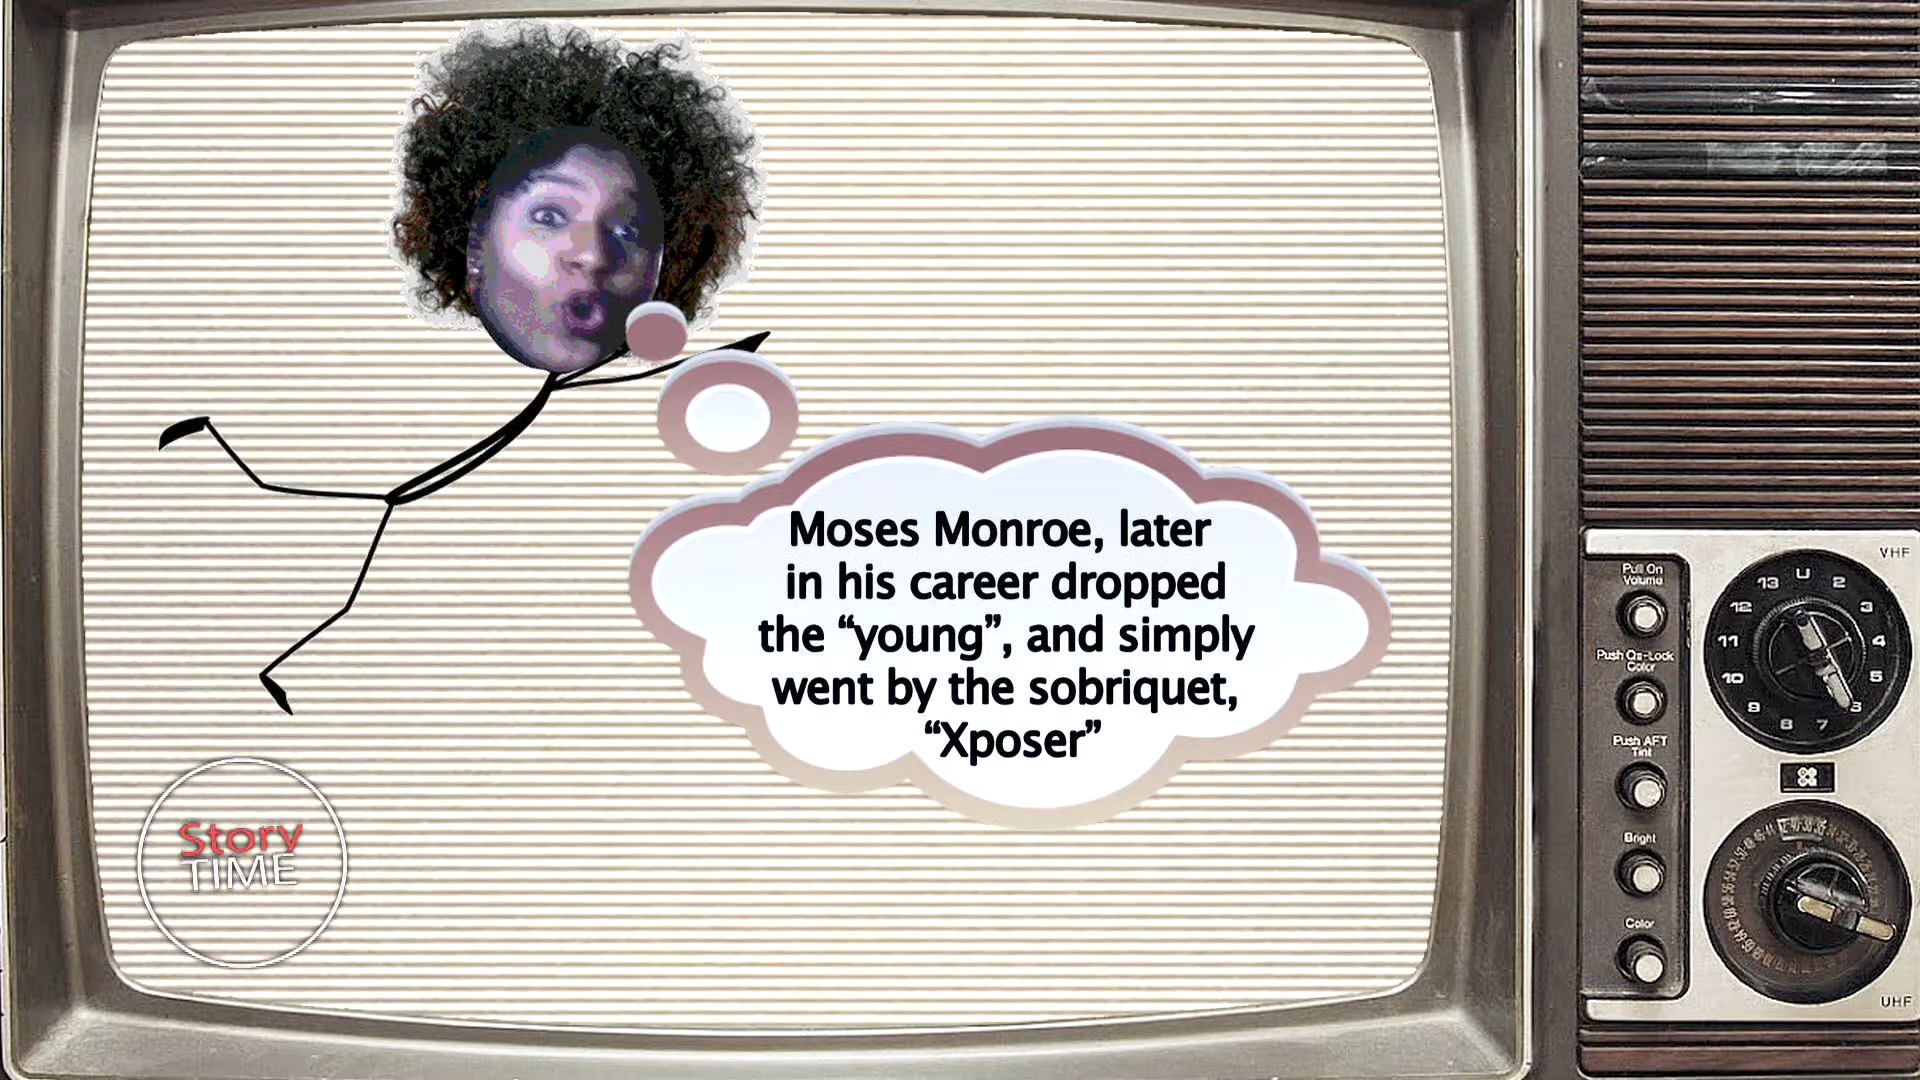 Moses Monroe, later
in his career dropped
the “young”, and simply
went by the sobriquet,
“Xposer”
Story
TIME
Pull On
Volume
Push On-Lock
Color
Push AFT
Tint
Bright
Color
VHF
13 U 2
12 3
11 4
10 5
9 8 7
UHF